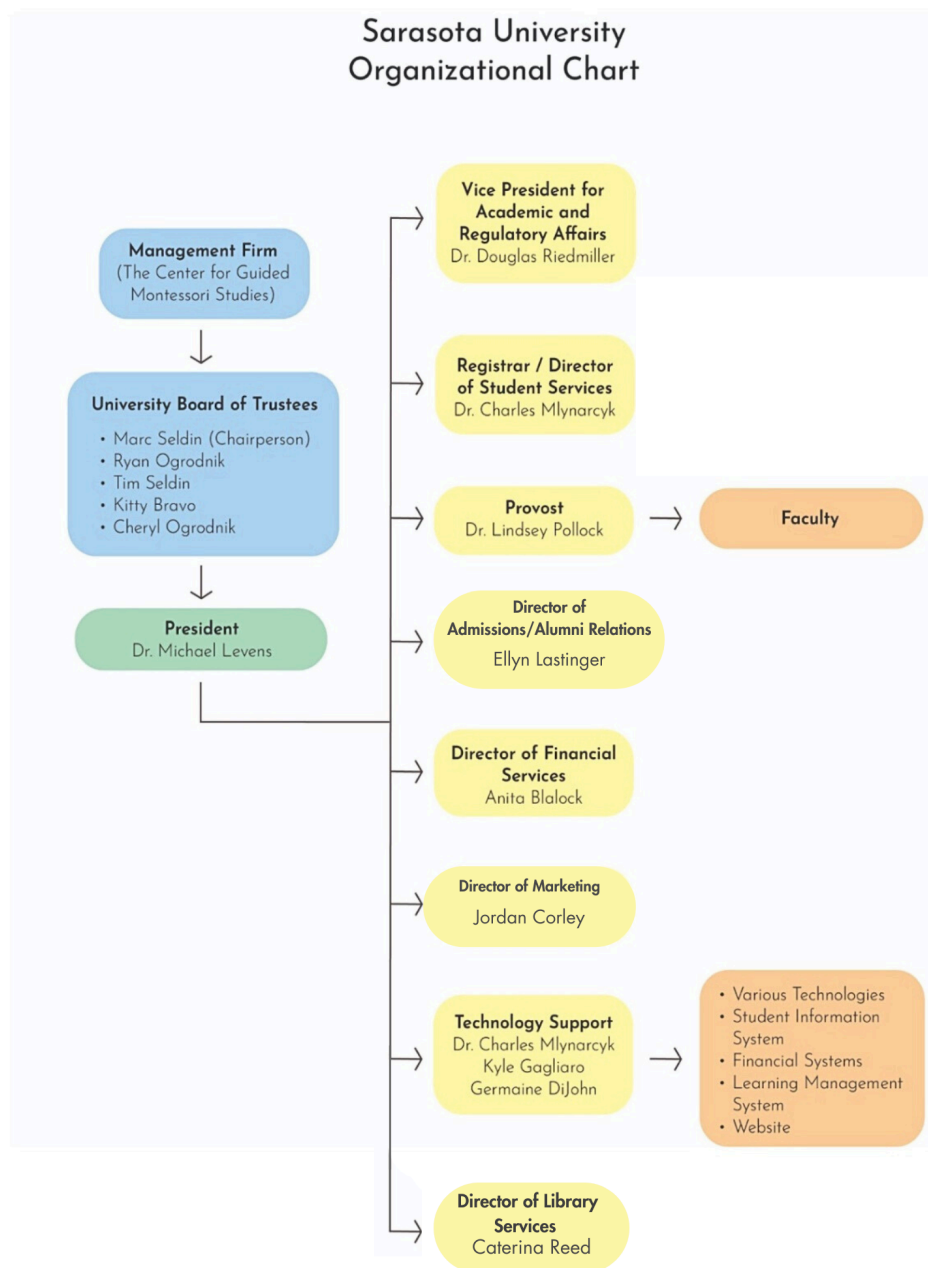 Sarasota University
Organizational Chart
Management Firm
(The Center for Guided
Montessori Studies)
University Board of Trustees
• Marc Seldin (Chairperson)
• Ryan Ogrodnik
• Tim Seldin
• Kitty Bravo
• Cheryl Ogrodnik
President
Dr. Michael Levens
Vice President for
Academic and
Regulatory Affairs
Dr. Douglas Riedmiller
Registrar / Director
of Student Services
Dr. Charles Mlynarcyk
Provost
Dr. Lindsey Pollock
Faculty
Director of
Admissions/Alumni Relations
Ellyn Lastinger
Director of Financial
Services
Anita Blalock
Director of Marketing
Jordan Corley
Technology Support
Dr. Charles Mlynarcyk
Kyle Gagliaro
Germaine DiJohn
• Various Technologies
• Student Information
System
• Financial Systems
• Learning Management
System
• Website
Director of Library
Services
Caterina Reed